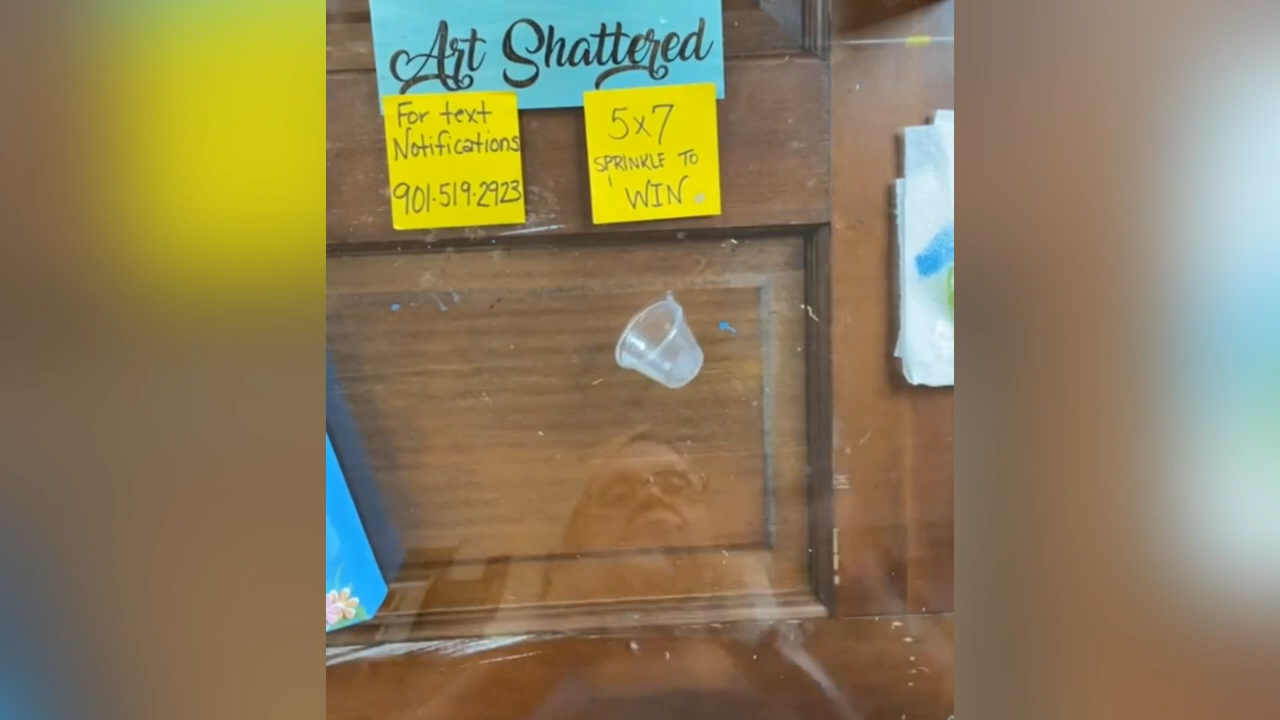 Art Shattered
For text
Notifications
901.519.2923
5x7
SPRINKLE TO
WIN